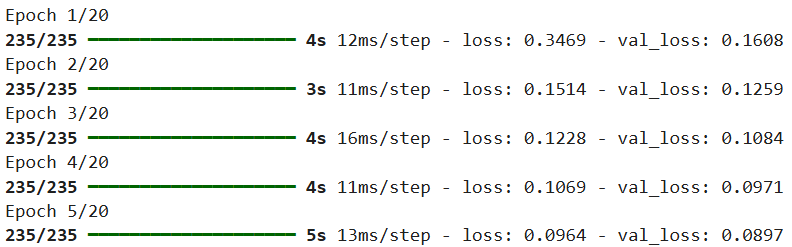 Epoch 1/20
235/235 ━━━━━━━━━━━━━━━━━━━━ 4s 12ms/step - loss: 0.3469 - val_loss: 0.1608
Epoch 2/20
235/235 ━━━━━━━━━━━━━━━━━━━━ 3s 11ms/step - loss: 0.1514 - val_loss: 0.1259
Epoch 3/20
235/235 ━━━━━━━━━━━━━━━━━━━━ 4s 16ms/step - loss: 0.1228 - val_loss: 0.1084
Epoch 4/20
235/235 ━━━━━━━━━━━━━━━━━━━━ 4s 11ms/step - loss: 0.1069 - val_loss: 0.0971
Epoch 5/20
235/235 ━━━━━━━━━━━━━━━━━━━━ 5s 13ms/step - loss: 0.0964 - val_loss: 0.0897